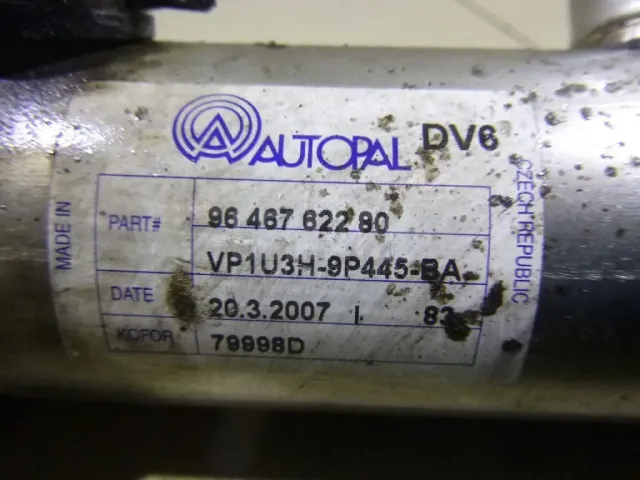 AUTOPAL DV6
MADE IN
CZECH REPUBLIC
PART# 96 467 622 80
VP1U3H-9P445-BA
DATE 20.3.2007 I 83
KCFOR 79998D